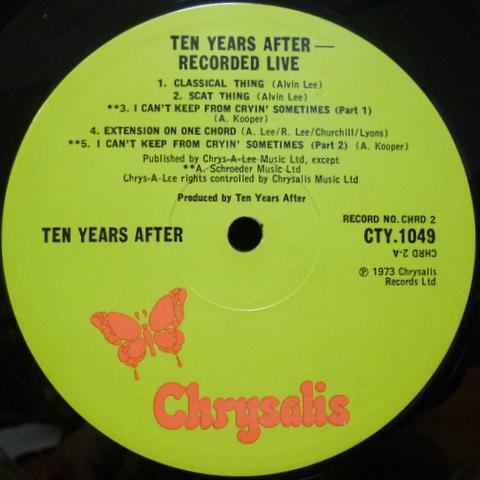 TEN YEARS AFTER—
RECORDED LIVE
1. CLASSICAL THING (Alvin Lee)
2. SCAT THING (Alvin Lee)
**3. I CAN'T KEEP FROM CRYIN' SOMETIMES (Part 1)
(A. Kooper)
4. EXTENSION ON ONE CHORD (A. Lee/R. Lee/Churchill/Lyons)
**5. I CAN'T KEEP FROM CRYIN' SOMETIMES (Part 2) (A. Kooper)
Published by Chrys-A-Lee Music Ltd, except
**A. Schroeder Music Ltd
Chrys-A-Lee rights controlled by Chrysalis Music Ltd
Produced by Ten Years After
TEN YEARS AFTER
RECORD NO. CHRD 2
CTY.1049
CHRD 2-A
℗ 1973 Chrysalis
Records Ltd
Chrysalis